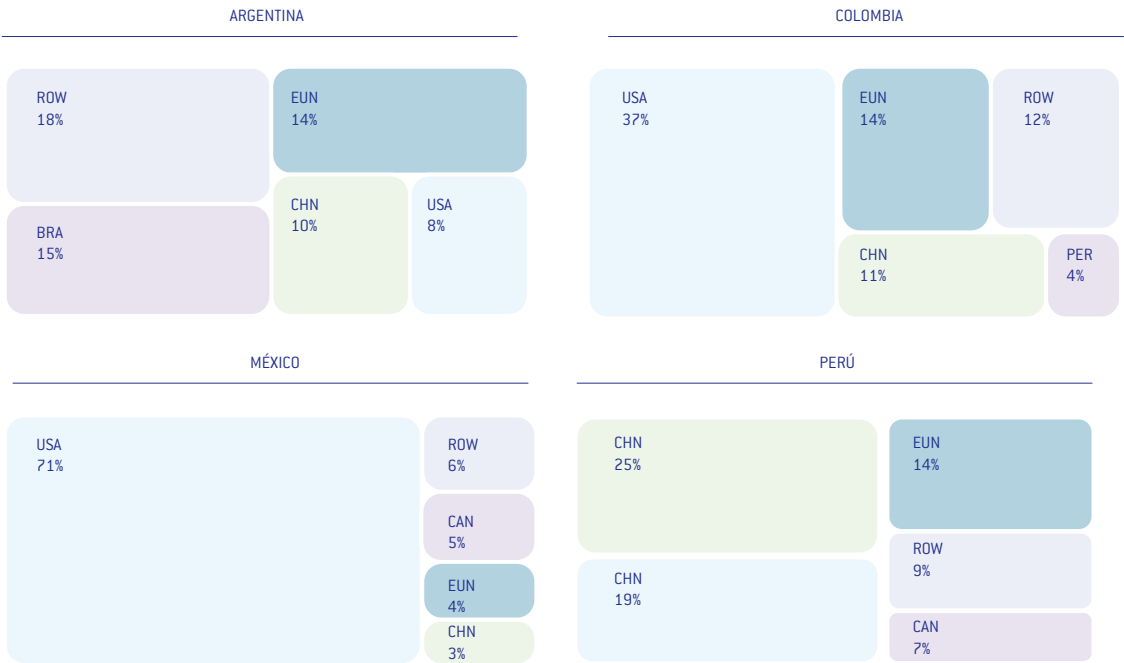 ARGENTINA
ROW
18%
EUN
14%
BRA
15%
CHN
10%
USA
8%
COLOMBIA
USA
37%
EUN
14%
ROW
12%
CHN
11%
PER
4%
MÉXICO
USA
71%
ROW
6%
CAN
5%
EUN
4%
CHN
3%
PERÚ
CHN
25%
CHN
19%
EUN
14%
ROW
9%
CAN
7%